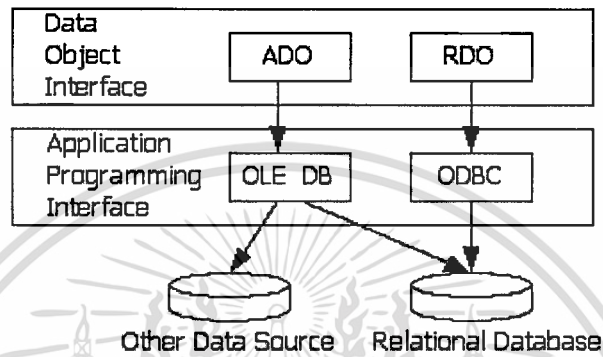 Data
Object
Interface
ADO
RDO
Application
Programming
Interface
OLE DB
ODBC
Other Data Source
Relational Database